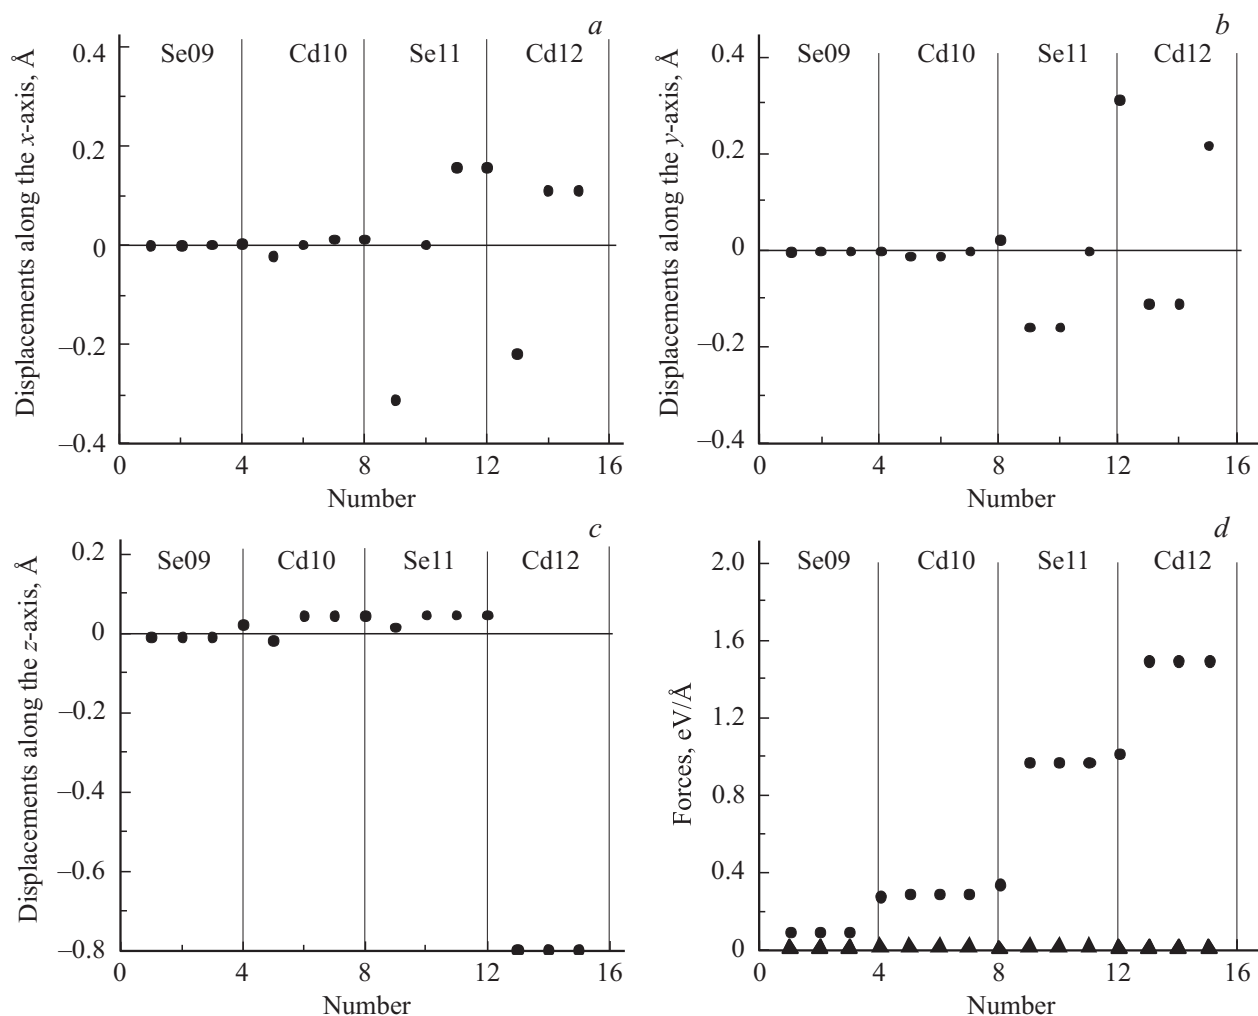 a
Displacements along the x-axis, Å
Se09 Cd10 Se11 Cd12
0.4
0.2
0
–0.2
–0.4
0 4 8 12 16
Number
b
Displacements along the y-axis, Å
Se09 Cd10 Se11 Cd12
0.4
0.2
0
–0.2
–0.4
0 4 8 12 16
Number
c
Displacements along the z-axis, Å
Se09 Cd10 Se11 Cd12
0.2
0
–0.2
–0.4
–0.6
–0.8
0 4 8 12 16
Number
d
Forces, eV/Å
Se09 Cd10 Se11 Cd12
2.0
1.6
1.2
0.8
0.4
0
0 4 8 12 16
Number